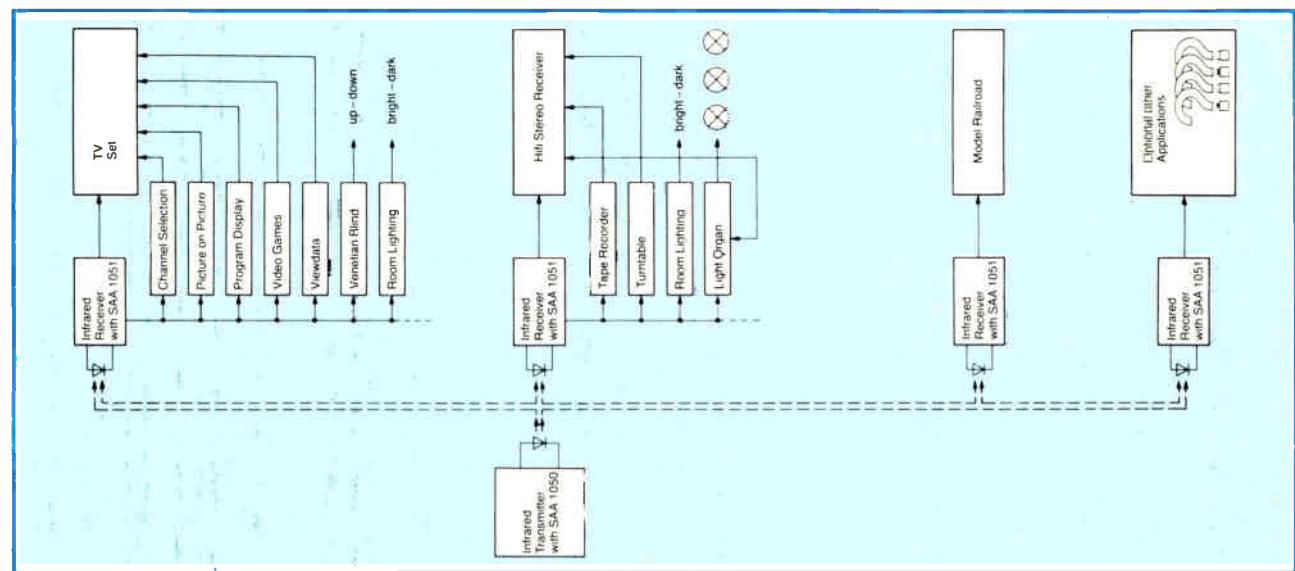 TV
Set
Infrared
Receiver
with SAA 1051
Channel Selection
Picture on Picture
Program Display
Video Games
Viewdata
Venetian Blind
up – down
Room Lighting
bright – dark
Hifi Stereo Receiver
Infrared
Receiver
with SAA 1051
Tape Recorder
Turntable
Room Lighting
bright – dark
Light Organ
Infrared
Transmitter
with SAA 1050
Model Railroad
Infrared
Receiver
with SAA 1051
Optional other
Applications
Infrared
Receiver
with SAA 1051